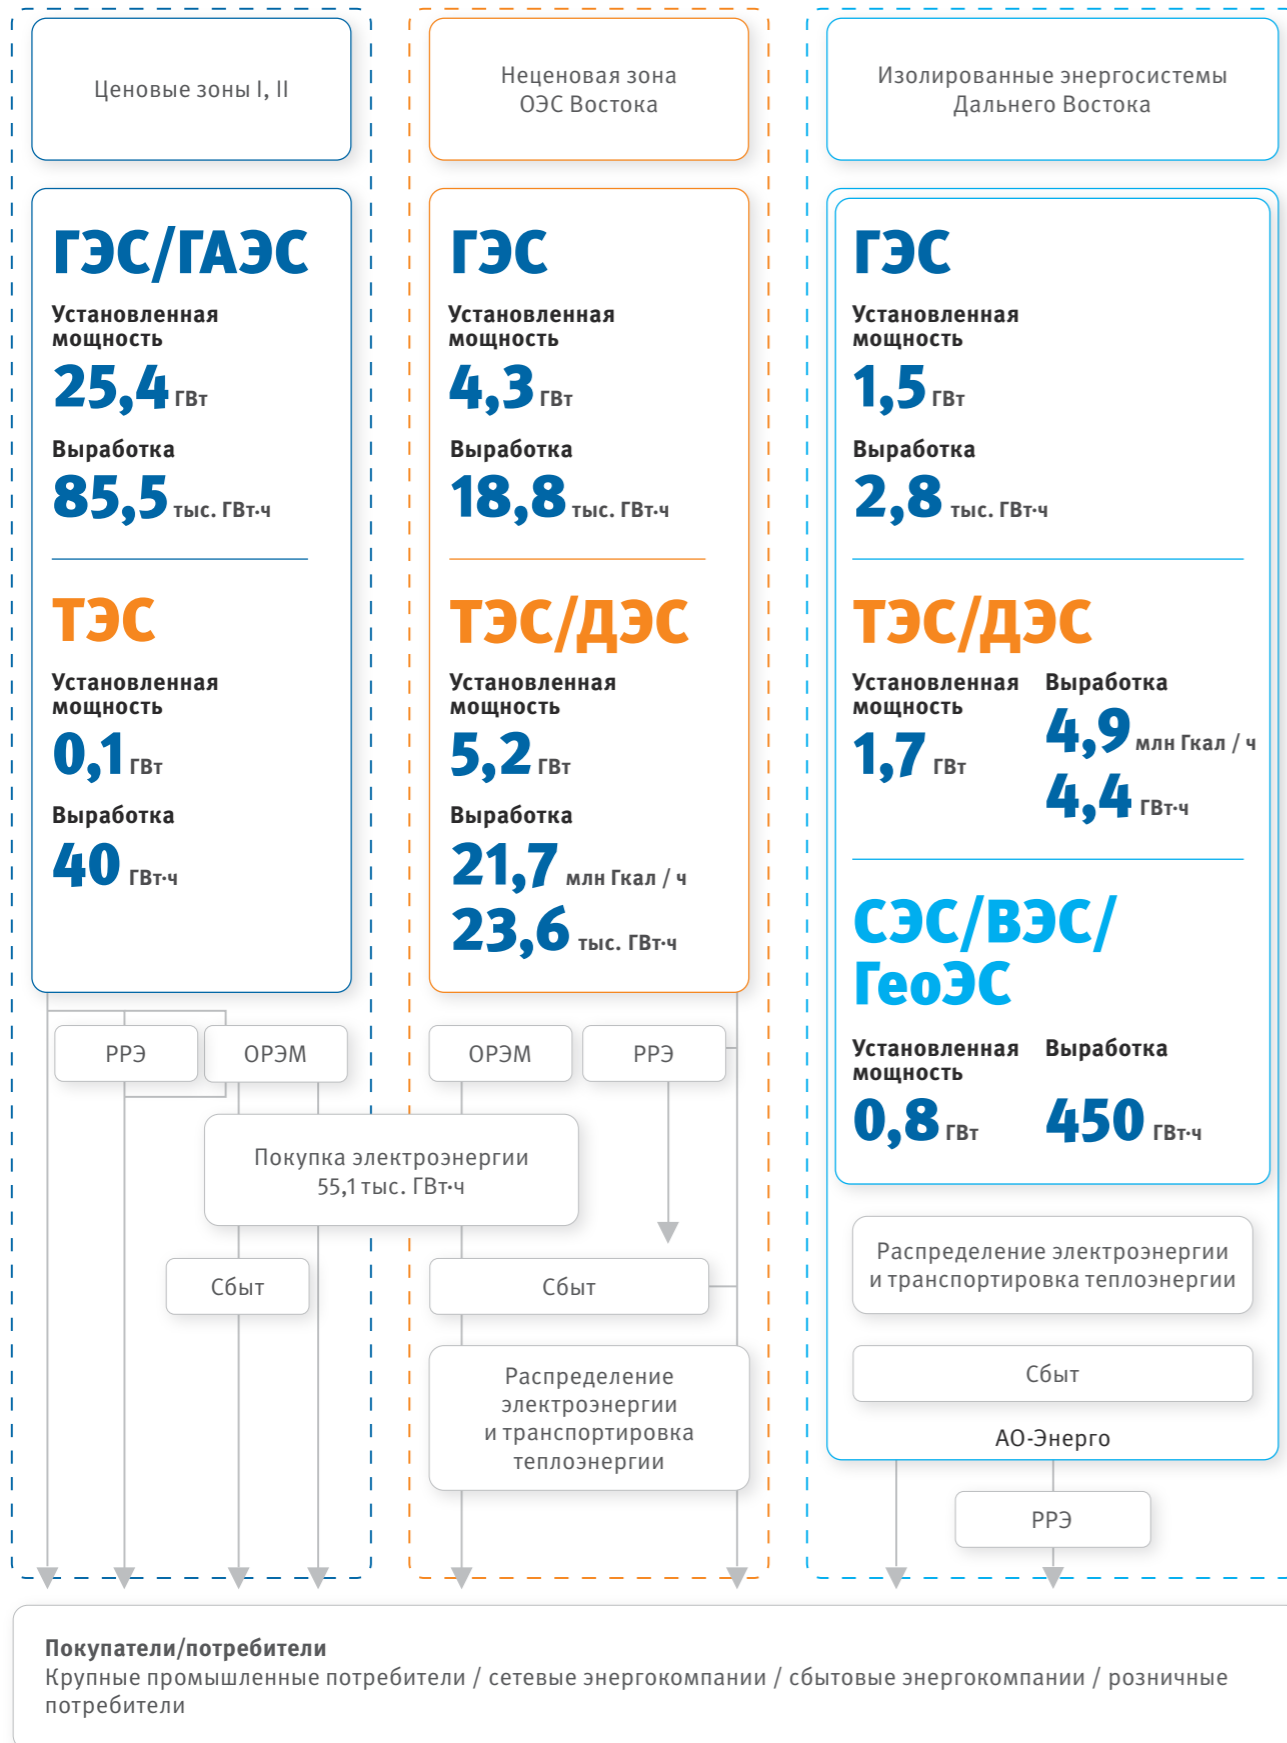 Ценовые зоны I, II
ГЭС/ГАЭС
Установленная
мощность
25,4 ГВт
Выработка
85,5 тыс. ГВт·ч
ТЭС
Установленная
мощность
0,1 ГВт
Выработка
40 ГВт·ч
РРЭ
ОРЭМ
Неценовая зона
ОЭС Востока
ГЭС
Установленная
мощность
4,3 ГВт
Выработка
18,8 тыс. ГВт·ч
ТЭС/ДЭС
Установленная
мощность
5,2 ГВт
Выработка
21,7 млн Гкал / ч
23,6 тыс. ГВт·ч
ОРЭМ
РРЭ
Покупка электроэнергии
55,1 тыс. ГВт·ч
Сбыт
Сбыт
Распределение
электроэнергии
и транспортировка
теплоэнергии
Изолированные энергосистемы
Дальнего Востока
ГЭС
Установленная
мощность
1,5 ГВт
Выработка
2,8 тыс. ГВт·ч
ТЭС/ДЭС
Установленная
мощность
1,7 ГВт
Выработка
4,9 млн Гкал / ч
4,4 ГВт·ч
СЭС/ВЭС/
ГеоЭС
Установленная
мощность
0,8 ГВт
Выработка
450 ГВт·ч
Распределение электроэнергии
и транспортировка теплоэнергии
Сбыт
АО-Энерго
РРЭ
Покупатели/потребители
Крупные промышленные потребители / сетевые энергокомпании / сбытовые энергокомпании / розничные
потребители